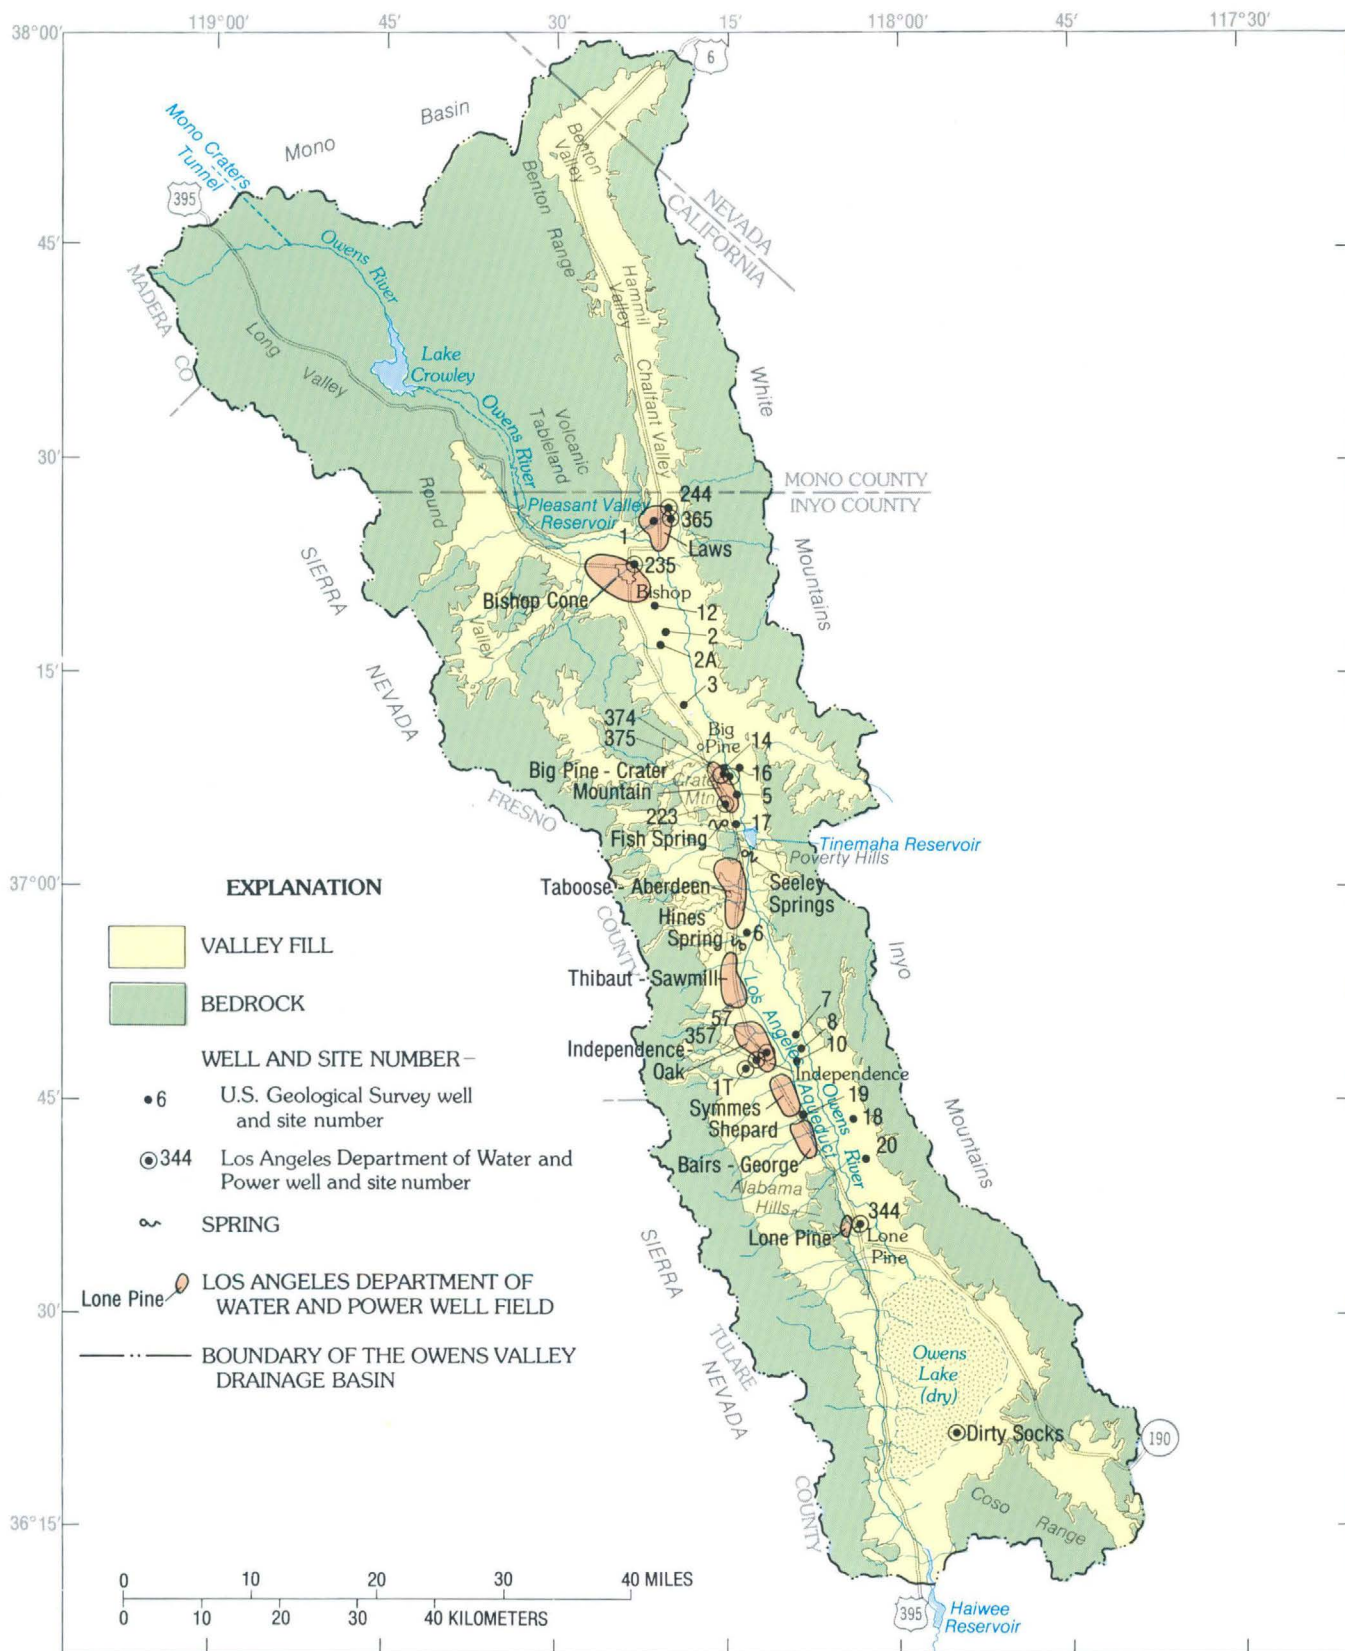 119°00′
45′
30′
15′
118°00′
45′
117°30′
38°00′
6
Mono Basin
Mono Craters
Tunnel
395
Benton
Valley
Benton Range
NEVADA
CALIFORNIA
45′
Owens River
MADERA CO
Hammil
Valley
Long Valley
Lake
Crowley
Chalfant Valley
White
Mountains
Owens River
Volcanic
Tableland
30′
MONO COUNTY
INYO COUNTY
Round
Valley
Pleasant Valley
Reservoir
244
365
1
Laws
235
SIERRA
NEVADA
Bishop Cone
Bishop
12
2
2A
15′
3
374
375
Big
Pine
14
Big Pine - Crater
Mountain
Crater
Mtn
16
5
FRESNO
COUNTY
223
17
Fish Spring
Tinemaha Reservoir
Poverty Hills
37°00′
Taboose - Aberdeen
Seeley
Springs
Hines
Spring
6
Inyo
Mountains
Thibaut - Sawmill
Los Angeles
Aqueduct
7
57
8
357
10
Independence -
Oak
Independence
1T
Owens
River
19
Symmes
Shepard
18
20
Bairs - George
Alabama
Hills
344
Lone Pine
Lone
Pine
SIERRA
NEVADA
TULARE
COUNTY
Owens
Lake
(dry)
Dirty Socks
190
Coso Range
395
Haiwee
Reservoir
EXPLANATION
VALLEY FILL
BEDROCK
WELL AND SITE NUMBER–
6
U.S. Geological Survey well
and site number
45′
344
Los Angeles Department of Water and
Power well and site number
SPRING
Lone Pine
LOS ANGELES DEPARTMENT OF
WATER AND POWER WELL FIELD
30′
BOUNDARY OF THE OWENS VALLEY
DRAINAGE BASIN
36°15′
0 10 20 30 40 MILES
0 10 20 30 40 KILOMETERS